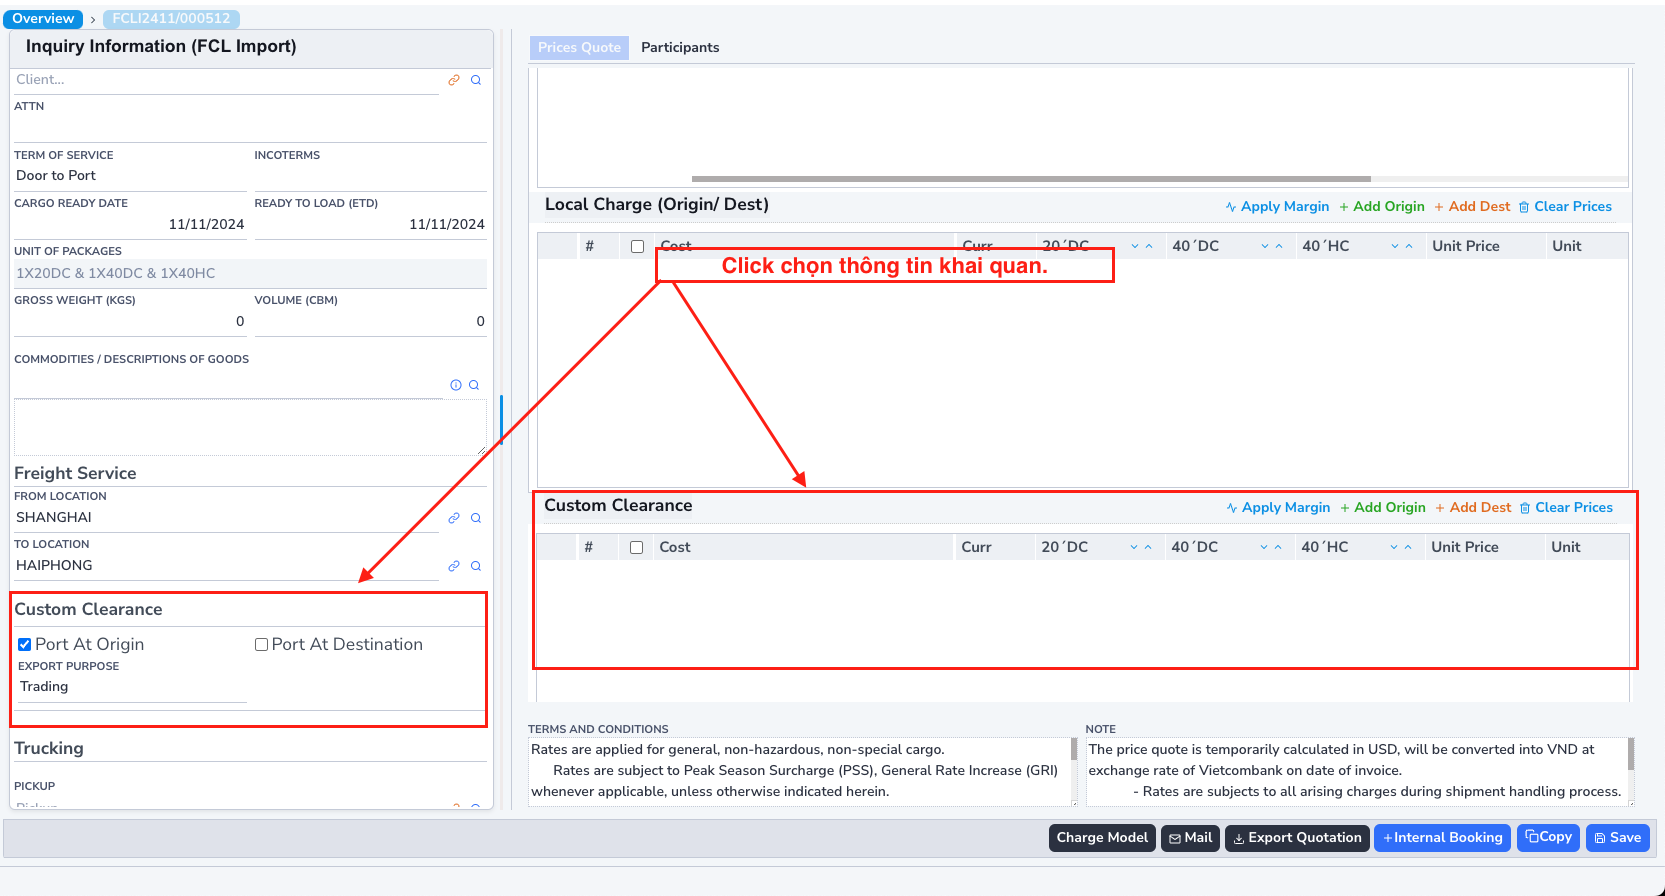 Overview > FCLI2411/000512
Inquiry Information (FCL Import)
Client...
ATTN
TERM OF SERVICE INCOTERMS
Door to Port
CARGO READY DATE READY TO LOAD (ETD)
11/11/2024 11/11/2024
UNIT OF PACKAGES
1X20DC & 1X40DC & 1X40HC
GROSS WEIGHT (KGS) VOLUME (CBM)
0 0
COMMODITIES / DESCRIPTIONS OF GOODS
Freight Service
FROM LOCATION
SHANGHAI
TO LOCATION
HAIPHONG
Custom Clearance
Port At Origin Port At Destination
EXPORT PURPOSE
Trading
Trucking
PICKUP
Pickup
Prices Quote Participants
Local Charge (Origin/ Dest) Apply Margin + Add Origin + Add Dest Clear Prices
# Cost Curr 20´DC 40´DC 40´HC Unit Price Unit
Click chọn thông tin khai quan.
Custom Clearance Apply Margin + Add Origin + Add Dest Clear Prices
# Cost Curr 20´DC 40´DC 40´HC Unit Price Unit
TERMS AND CONDITIONS
Rates are applied for general, non-hazardous, non-special cargo.
Rates are subject to Peak Season Surcharge (PSS), General Rate Increase (GRI)
whenever applicable, unless otherwise indicated herein.
NOTE
The price quote is temporarily calculated in USD, will be converted into VND at
exchange rate of Vietcombank on date of invoice.
- Rates are subjects to all arising charges during shipment handling process.
Charge Model Mail Export Quotation +Internal Booking Copy Save